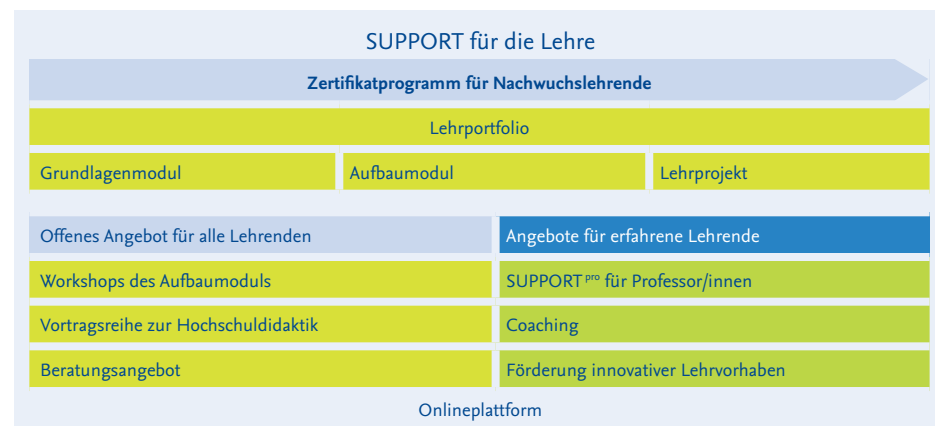 SUPPORT für die Lehre
Zertifikatprogramm für Nachwuchslehrende
Lehrportfolio
Grundlagenmodul
Aufbaumodul
Lehrprojekt
Offenes Angebot für alle Lehrenden
Angebote für erfahrene Lehrende
Workshops des Aufbaumoduls
SUPPORT pro für Professor/innen
Vortragsreihe zur Hochschuldidaktik
Coaching
Beratungsangebot
Förderung innovativer Lehrvorhaben
Onlineplattform